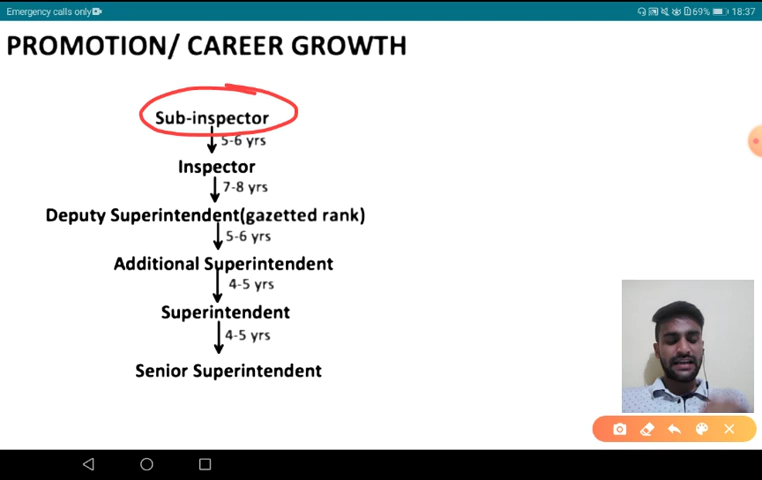 Emergency calls only
69% 18:37
PROMOTION/ CAREER GROWTH
Sub-inspector
5-6 yrs
Inspector
7-8 yrs
Deputy Superintendent(gazetted rank)
5-6 yrs
Additional Superintendent
4-5 yrs
Superintendent
4-5 yrs
Senior Superintendent